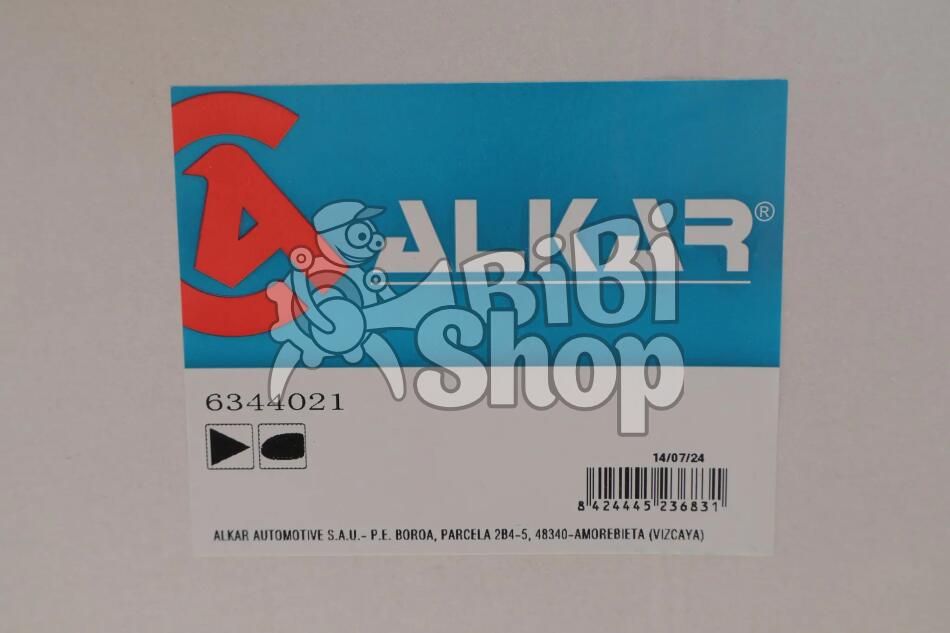 ALKAR®
BiBi
Shop
6344021
14/07/24
8 424445 236831
ALKAR AUTOMOTIVE S.A.U.- P.E. BOROA, PARCELA 2B4-5, 48340-AMOREBIETA (VIZCAYA)